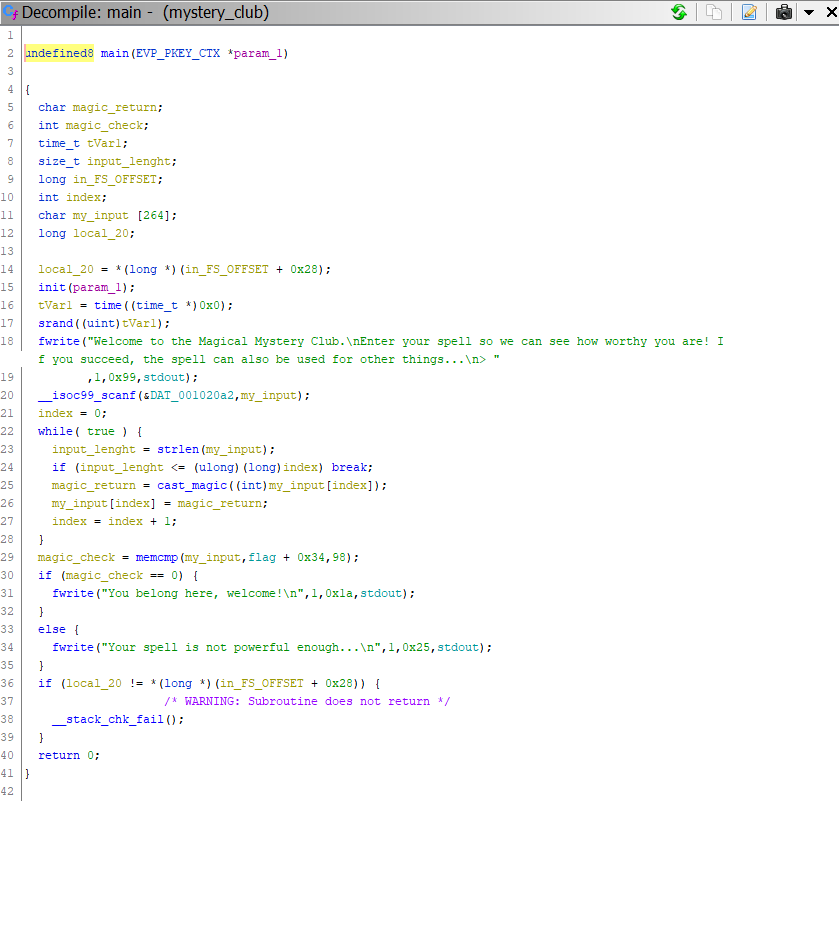 Decompile: main - (mystery_club)
1
2 undefined8 main(EVP_PKEY_CTX *param_1)
3
4 {
5 char magic_return;
6 int magic_check;
7 time_t tVar1;
8 size_t input_lenght;
9 long in_FS_OFFSET;
10 int index;
11 char my_input [264];
12 long local_20;
13
14 local_20 = *(long *)(in_FS_OFFSET + 0x28);
15 init(param_1);
16 tVar1 = time((time_t *)0x0);
17 srand((uint)tVar1);
18 fwrite("Welcome to the Magical Mystery Club.\nEnter your spell so we can see how worthy you are! I
f you succeed, the spell can also be used for other things...\n> "
19 ,1,0x99,stdout);
20 __isoc99_scanf(&DAT_001020a2,my_input);
21 index = 0;
22 while( true ) {
23 input_lenght = strlen(my_input);
24 if (input_lenght <= (ulong)(long)index) break;
25 magic_return = cast_magic((int)my_input[index]);
26 my_input[index] = magic_return;
27 index = index + 1;
28 }
29 magic_check = memcmp(my_input,flag + 0x34,98);
30 if (magic_check == 0) {
31 fwrite("You belong here, welcome!\n",1,0x1a,stdout);
32 }
33 else {
34 fwrite("Your spell is not powerful enough...\n",1,0x25,stdout);
35 }
36 if (local_20 != *(long *)(in_FS_OFFSET + 0x28)) {
37 /* WARNING: Subroutine does not return */
38 __stack_chk_fail();
39 }
40 return 0;
41 }
42